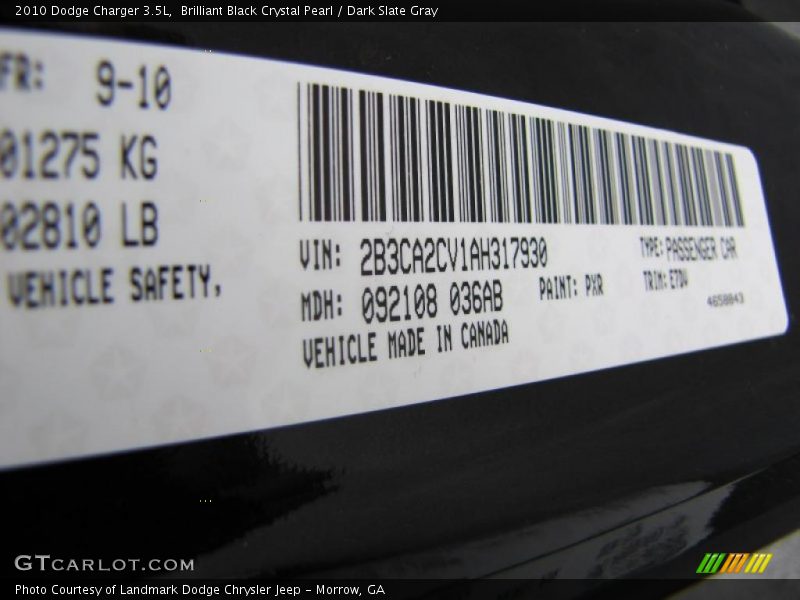 2010 Dodge Charger 3.5L,  Brilliant Black Crystal Pearl / Dark Slate Gray
FR: 9-10
01275 KG
02810 LB
VEHICLE SAFETY,
VIN: 2B3CA2CV1AH317930
TYPE: PASSENGER CAR
MDH: 092108 036AB
PAINT: PXR
TRIM: E7DV
4658843
VEHICLE MADE IN CANADA
GTCARLOT.COM
Photo Courtesy of Landmark Dodge Chrysler Jeep - Morrow, GA